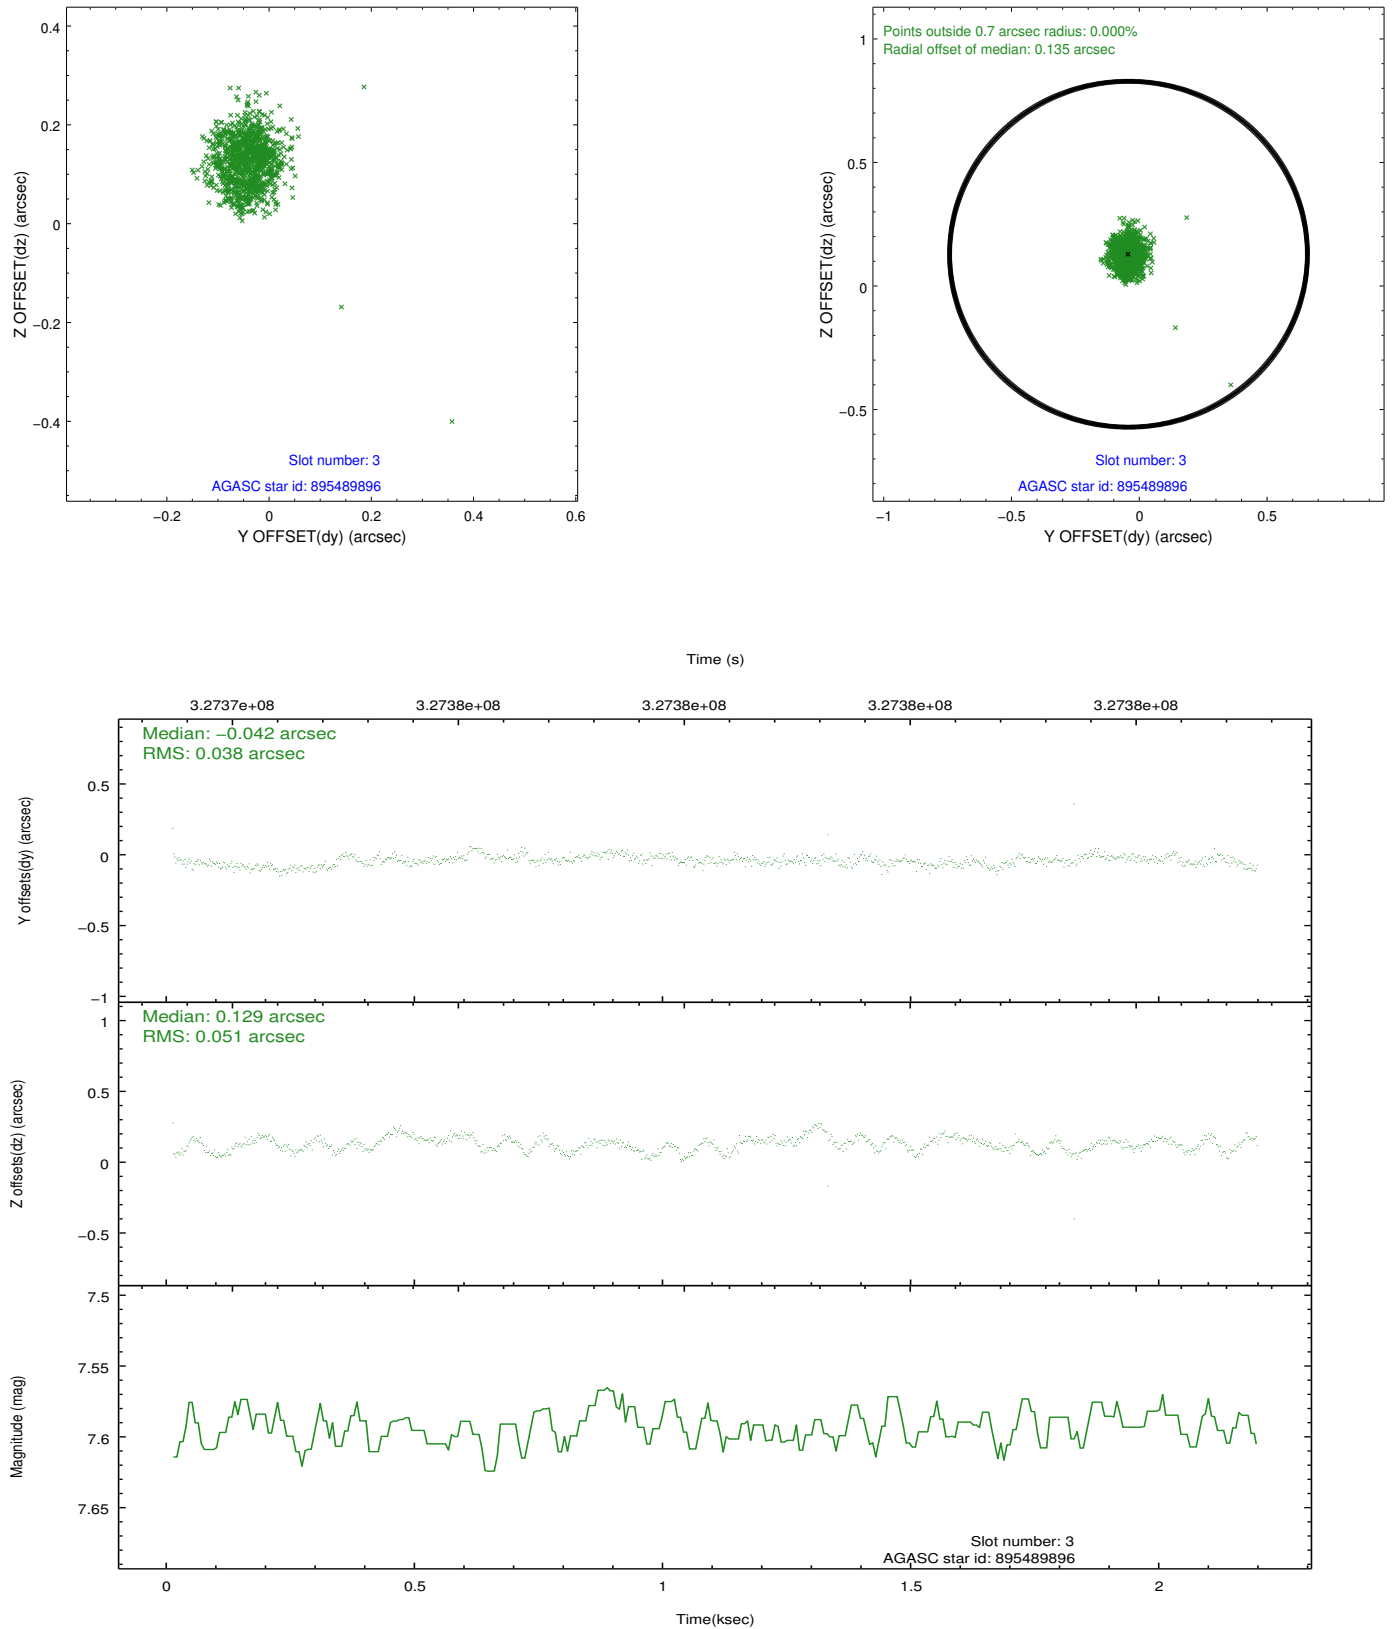 0.4
0.2
0
−0.2
−0.4
Z OFFSET(dz) (arcsec)
Slot number: 3
AGASC star id: 895489896
−0.2
0
0.2
0.4
0.6
Y OFFSET(dy) (arcsec)
Points outside 0.7 arcsec radius: 0.000%
Radial offset of median: 0.135 arcsec
1
0.5
0
−0.5
Z OFFSET(dz) (arcsec)
Slot number: 3
AGASC star id: 895489896
−1
−0.5
0
0.5
Y OFFSET(dy) (arcsec)
Time (s)
3.2737e+08
3.2738e+08
3.2738e+08
3.2738e+08
3.2738e+08
Median: −0.042 arcsec
RMS: 0.038 arcsec
0.5
0
−0.5
−1
Y offsets(dy) (arcsec)
Median: 0.129 arcsec
RMS: 0.051 arcsec
1
0.5
0
−0.5
Z offsets(dz) (arcsec)
7.5
7.55
7.6
7.65
Magnitude (mag)
Slot number: 3
AGASC star id: 895489896
0
0.5
1
1.5
2
Time(ksec)